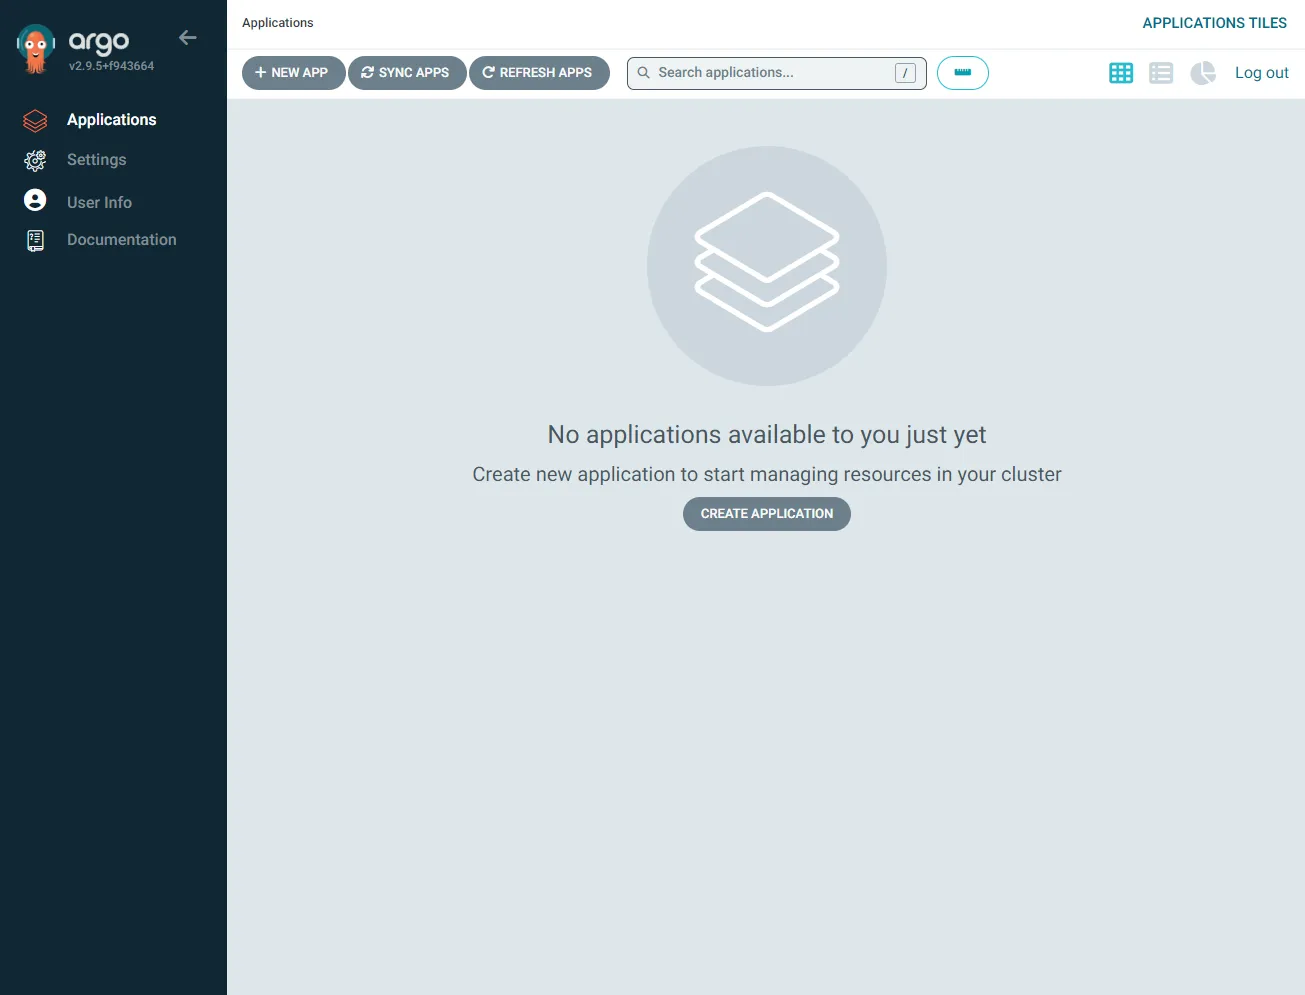 argo
v2.9.5+f943664
Applications
Settings
User Info
Documentation
Applications
APPLICATIONS TILES
NEW APP
SYNC APPS
REFRESH APPS
Search applications...
/
Log out
No applications available to you just yet
Create new application to start managing resources in your cluster
CREATE APPLICATION